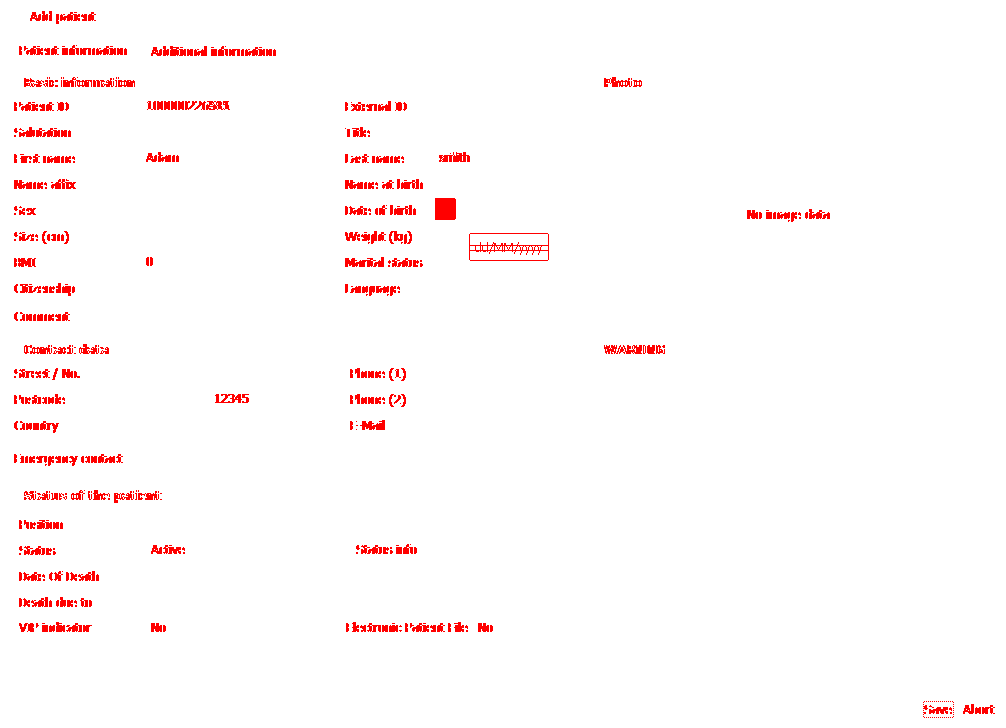 Add patient
Patient information Additional information
Basic information Photo
Patient ID External ID
Salutation Title
First name Adam Last name smith
Name affix Name at birth
Sex Date of birth No image data
Size (cm) Weight (kg) dd/MM/yyyy
BMI 0 Marital status
Citizenship Language
Comment
Contact data WARNING
Street / No. Phone (1)
Postcode 12345 Phone (2)
Country E-Mail
Emergency contact
Status of the patient
Position
Status Active Status info
Date Of Death
Death due to
VIP indicator No Electronic Patient File No
Save Abort